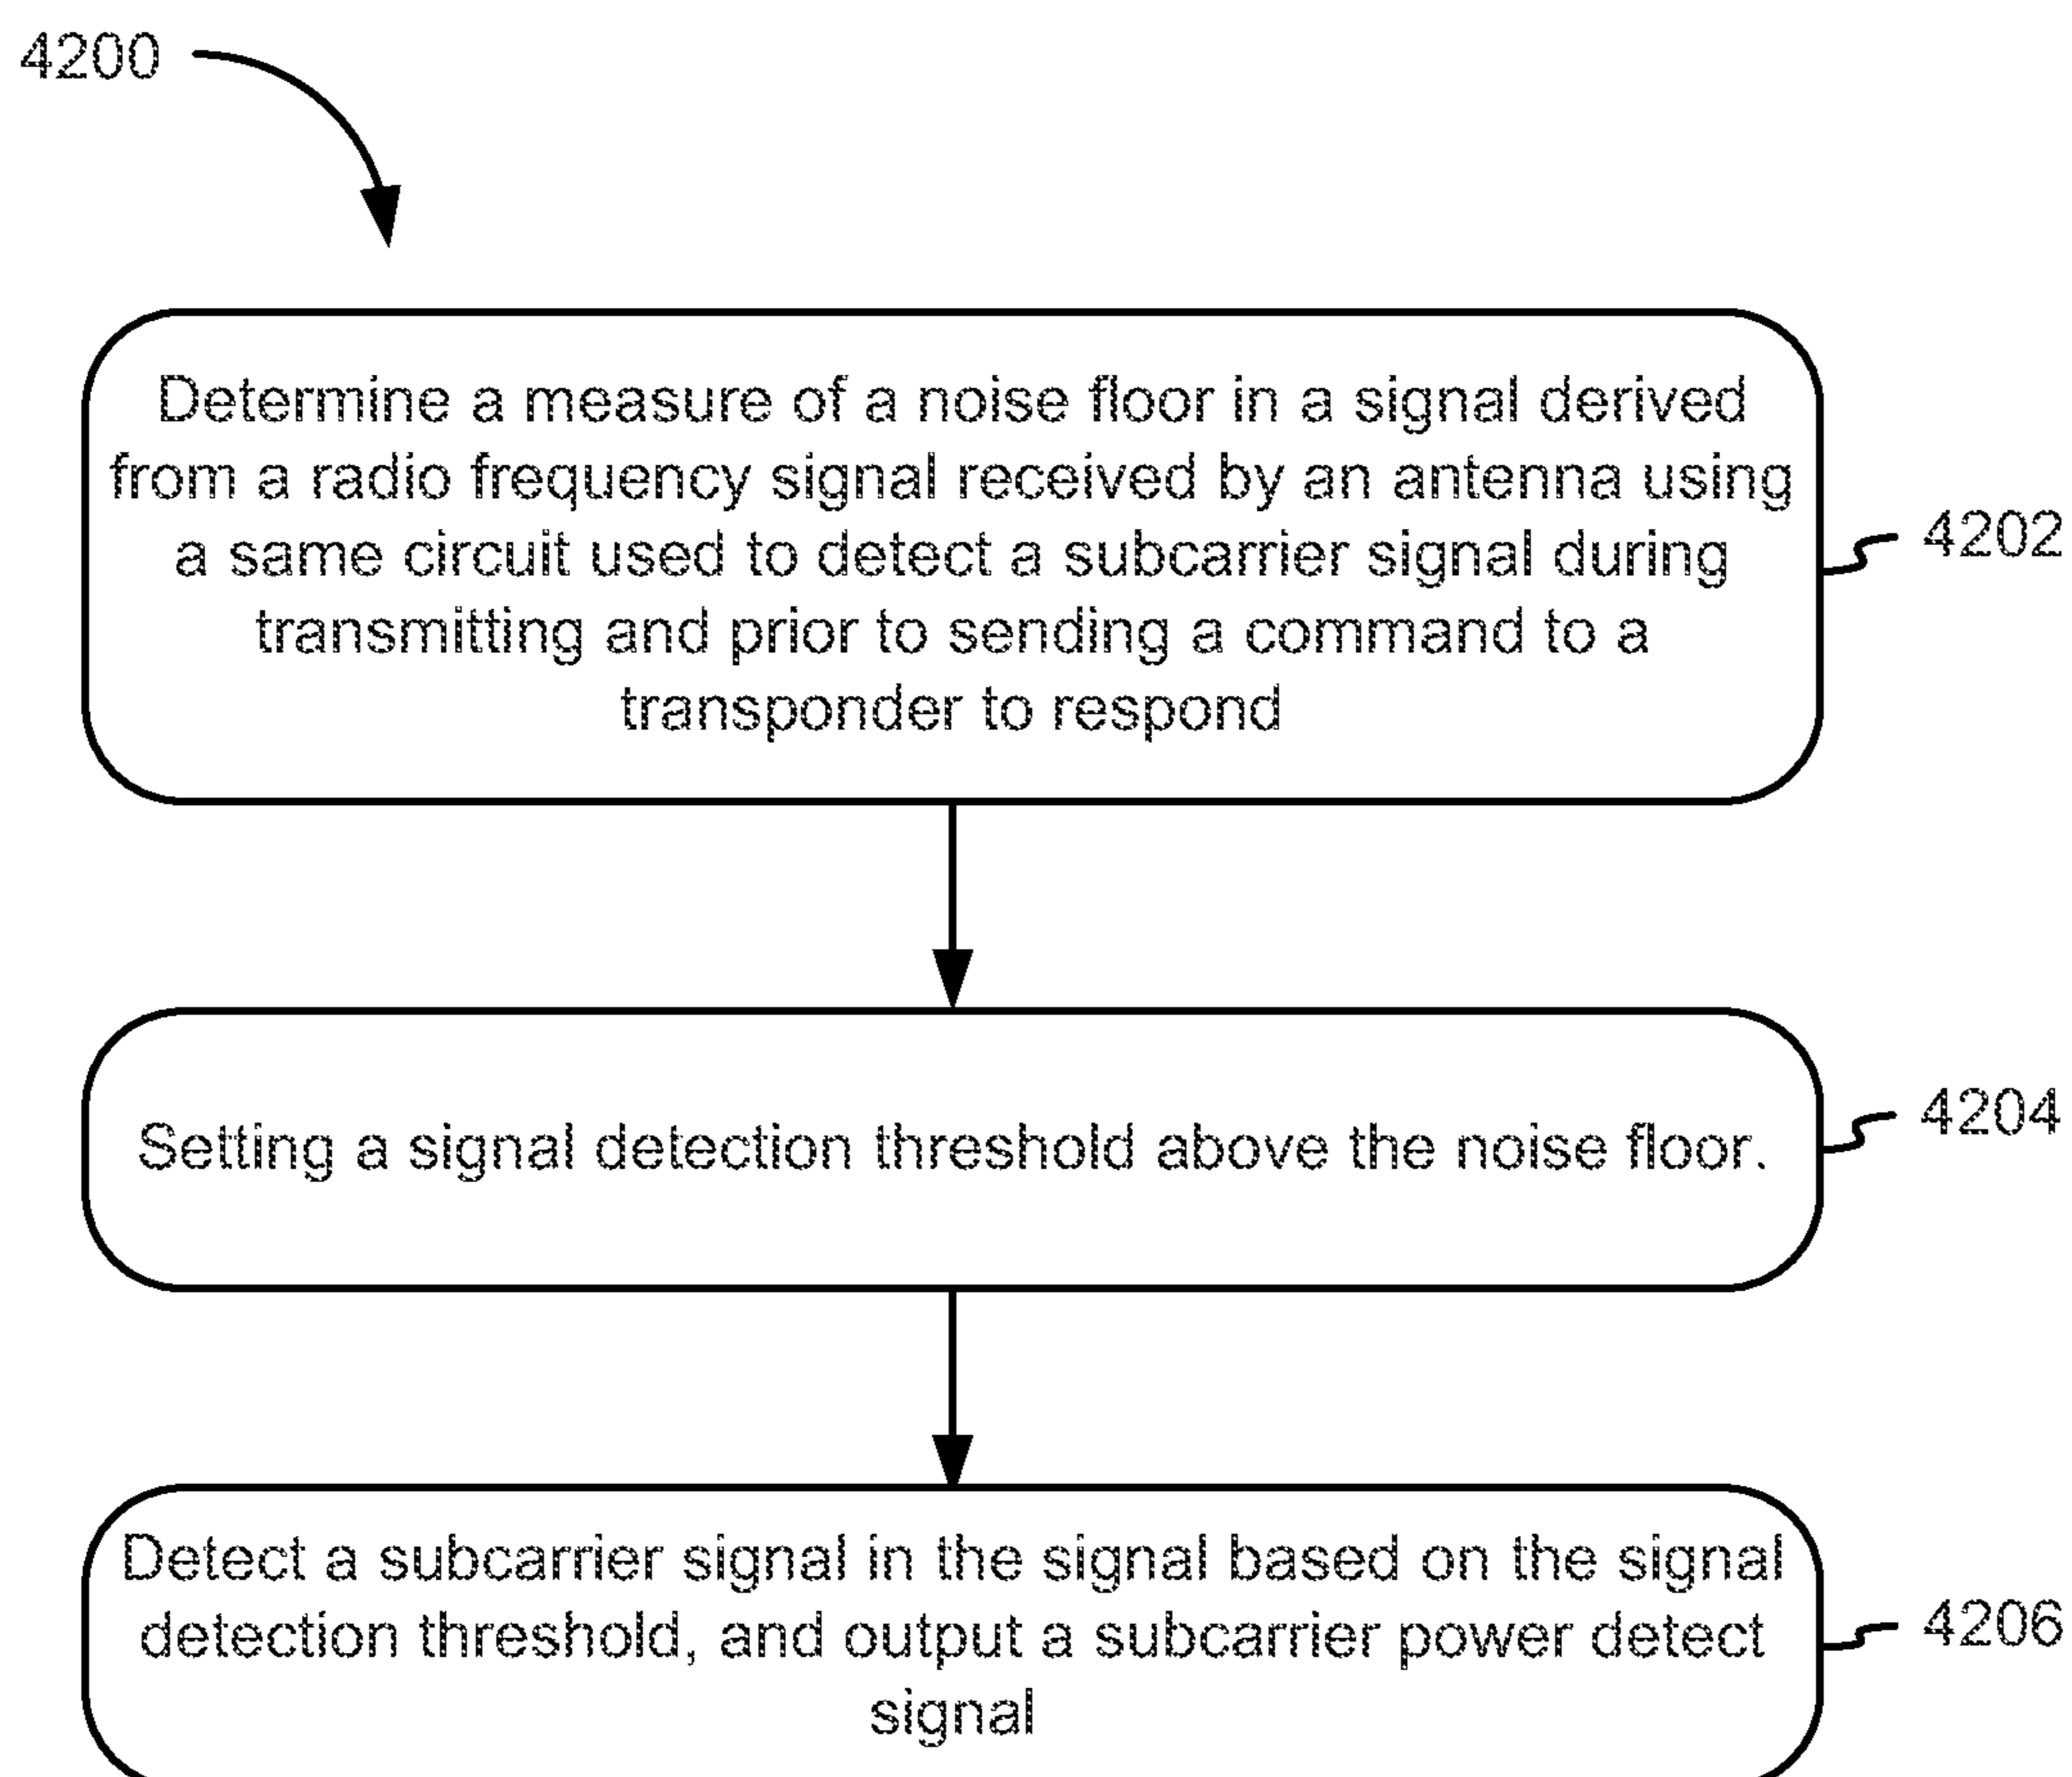 4200
Determine a measure of a noise floor in a signal derived
from a radio frequency signal received by an antenna using
a same circuit used to detect a subcarrier signal during
transmitting and prior to sending a command to a
transponder to respond
4202
Setting a signal detection threshold above the noise floor.
4204
Detect a subcarrier signal in the signal based on the signal
detection threshold, and output a subcarrier power detect
signal
4206